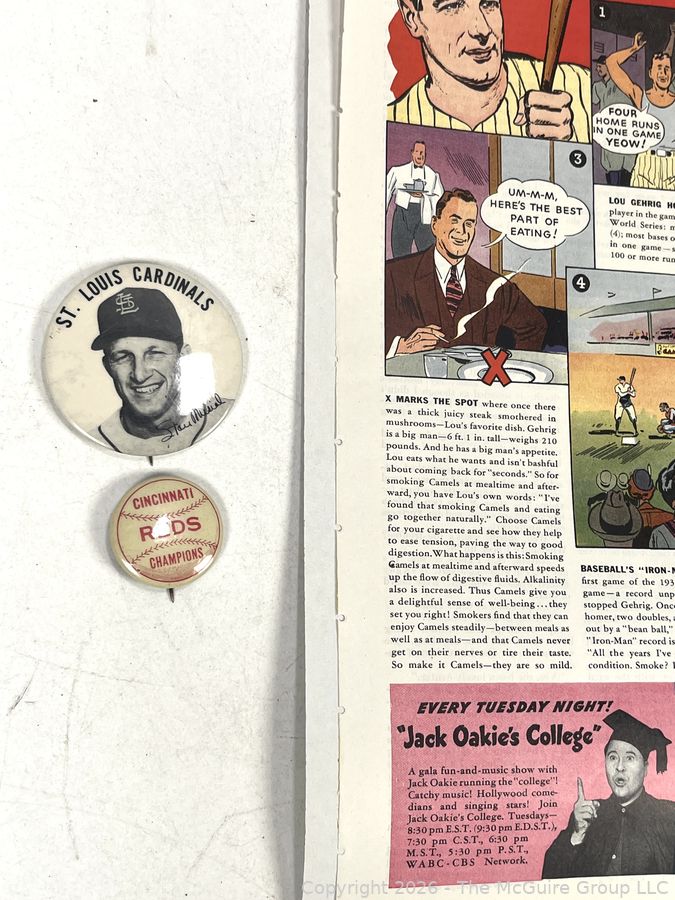 ST. LOUIS CARDINALS
Stan Musial
CINCINNATI
REDS
CHAMPIONS
1
FOUR
HOME RUNS
IN ONE GAME
YEOW!
3
UM-M-M,
HERE'S THE BEST
PART OF
EATING!
LOU GEHRIG
player in the gam
World Series: m
(4); most bases o
in one game—s
100 or more run
4
X
X MARKS THE SPOT where once there
was a thick juicy steak smothered in
mushrooms—Lou's favorite dish. Gehrig
is a big man—6 ft. 1 in. tall—weighs 210
pounds. And he has a big man's appetite.
Lou eats what he wants and isn't bashful
about coming back for "seconds." So for
smoking Camels at mealtime and after-
ward, you have Lou's own words: "I've
found that smoking Camels and eating
go together naturally." Choose Camels
for your cigarette and see how they help
to ease tension, paving the way to good
digestion. What happens is this: Smoking
Camels at mealtime and afterward speeds
up the flow of digestive fluids. Alkalinity
also is increased. Thus Camels give you
a delightful sense of well-being...they
set you right! Smokers find that they can
enjoy Camels steadily—between meals as
well as at meals—and that Camels never
get on their nerves or tire their taste.
So make it Camels—they are so mild.
BASEBALL'S "IRON-
first game of the 193
game—a record unp
stopped Gehrig. Onc
homer, two doubles, a
out by a "bean ball,"
"Iron-Man" record is
"All the years I've
condition. Smoke?
EVERY TUESDAY NIGHT!
"Jack Oakie's College"
A gala fun-and-music show with
Jack Oakie running the "college"!
Catchy music! Hollywood come-
dians and singing stars! Join
Jack Oakie's College. Tuesdays—
8:30 pm E.S.T. (9:30 pm E.D.S.T.),
7:30 pm C.S.T., 6:30 pm
M.S.T., 5:30 pm P.S.T.,
WABC-CBS Network.
Copyright 2026 - The McGuire Group LLC